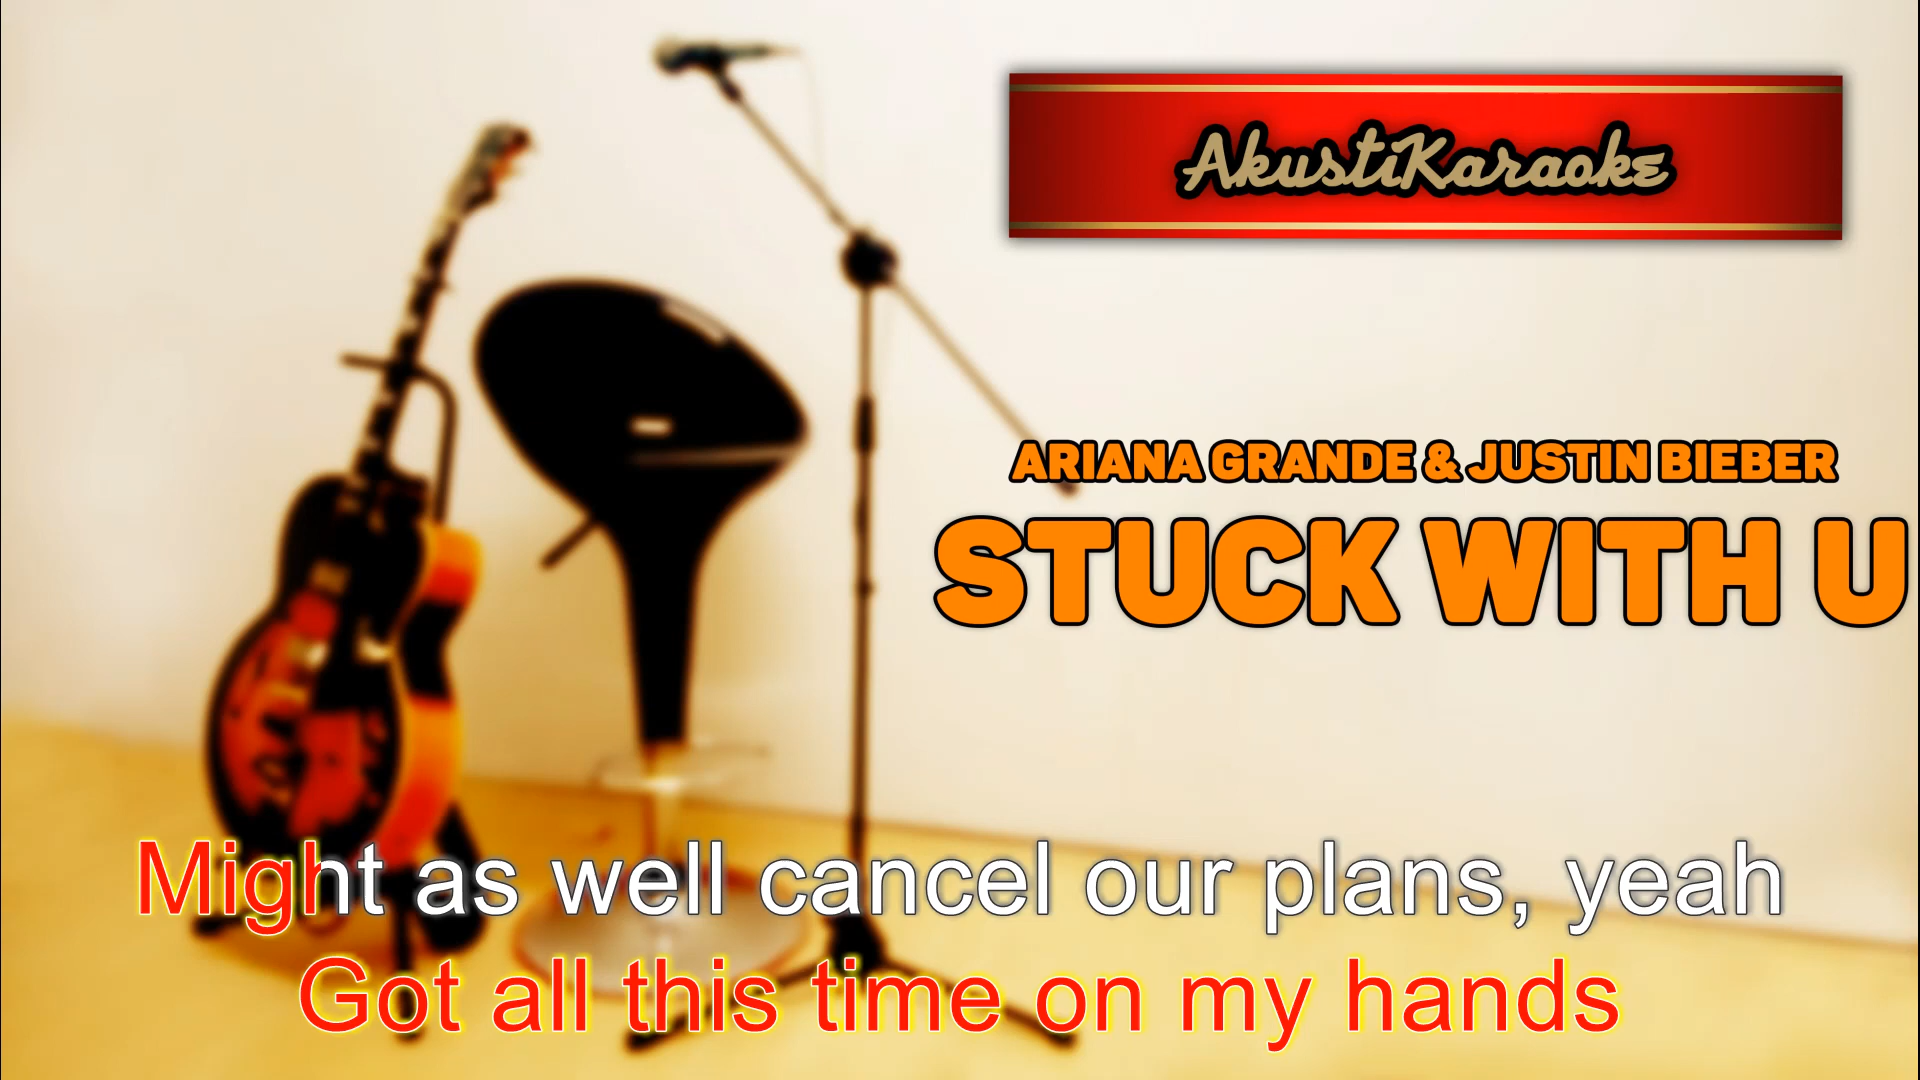 AkustiKaraoke
ARIANA GRANDE & JUSTIN BIEBER
STUCK WITH U
Might as well cancel our plans, yeah
Got all this time on my hands